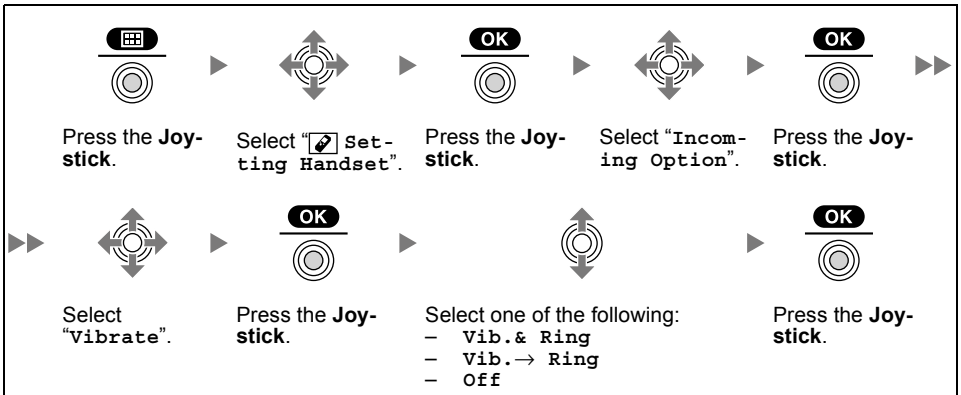 OK
OK
Press the Joy-
stick.
Select “ Set-
ting Handset”.
Press the Joy-
stick.
Select “Incom-
ing Option”.
Press the Joy-
stick.
OK
OK
Select
“Vibrate”.
Press the Joy-
stick.
Select one of the following:
– Vib.& Ring
– Vib.→ Ring
– Off
Press the Joy-
stick.